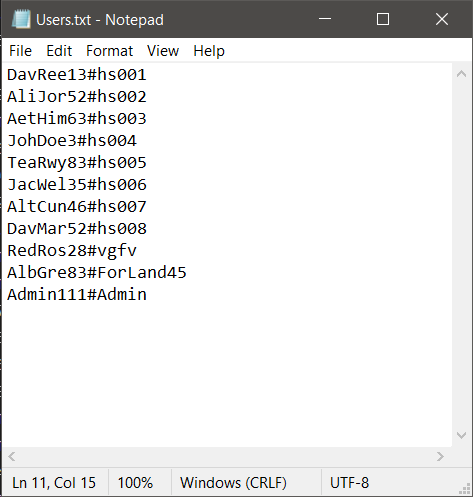 Users.txt - Notepad
File Edit Format View Help
DavRee13#hs001
AliJor52#hs002
AetHim63#hs003
JohDoe3#hs004
TeaRwy83#hs005
JacWel35#hs006
AltCun46#hs007
DavMar52#hs008
RedRos28#vgfv
AlbGre83#ForLand45
Admin111#Admin
Ln 11, Col 15 100% Windows (CRLF) UTF-8